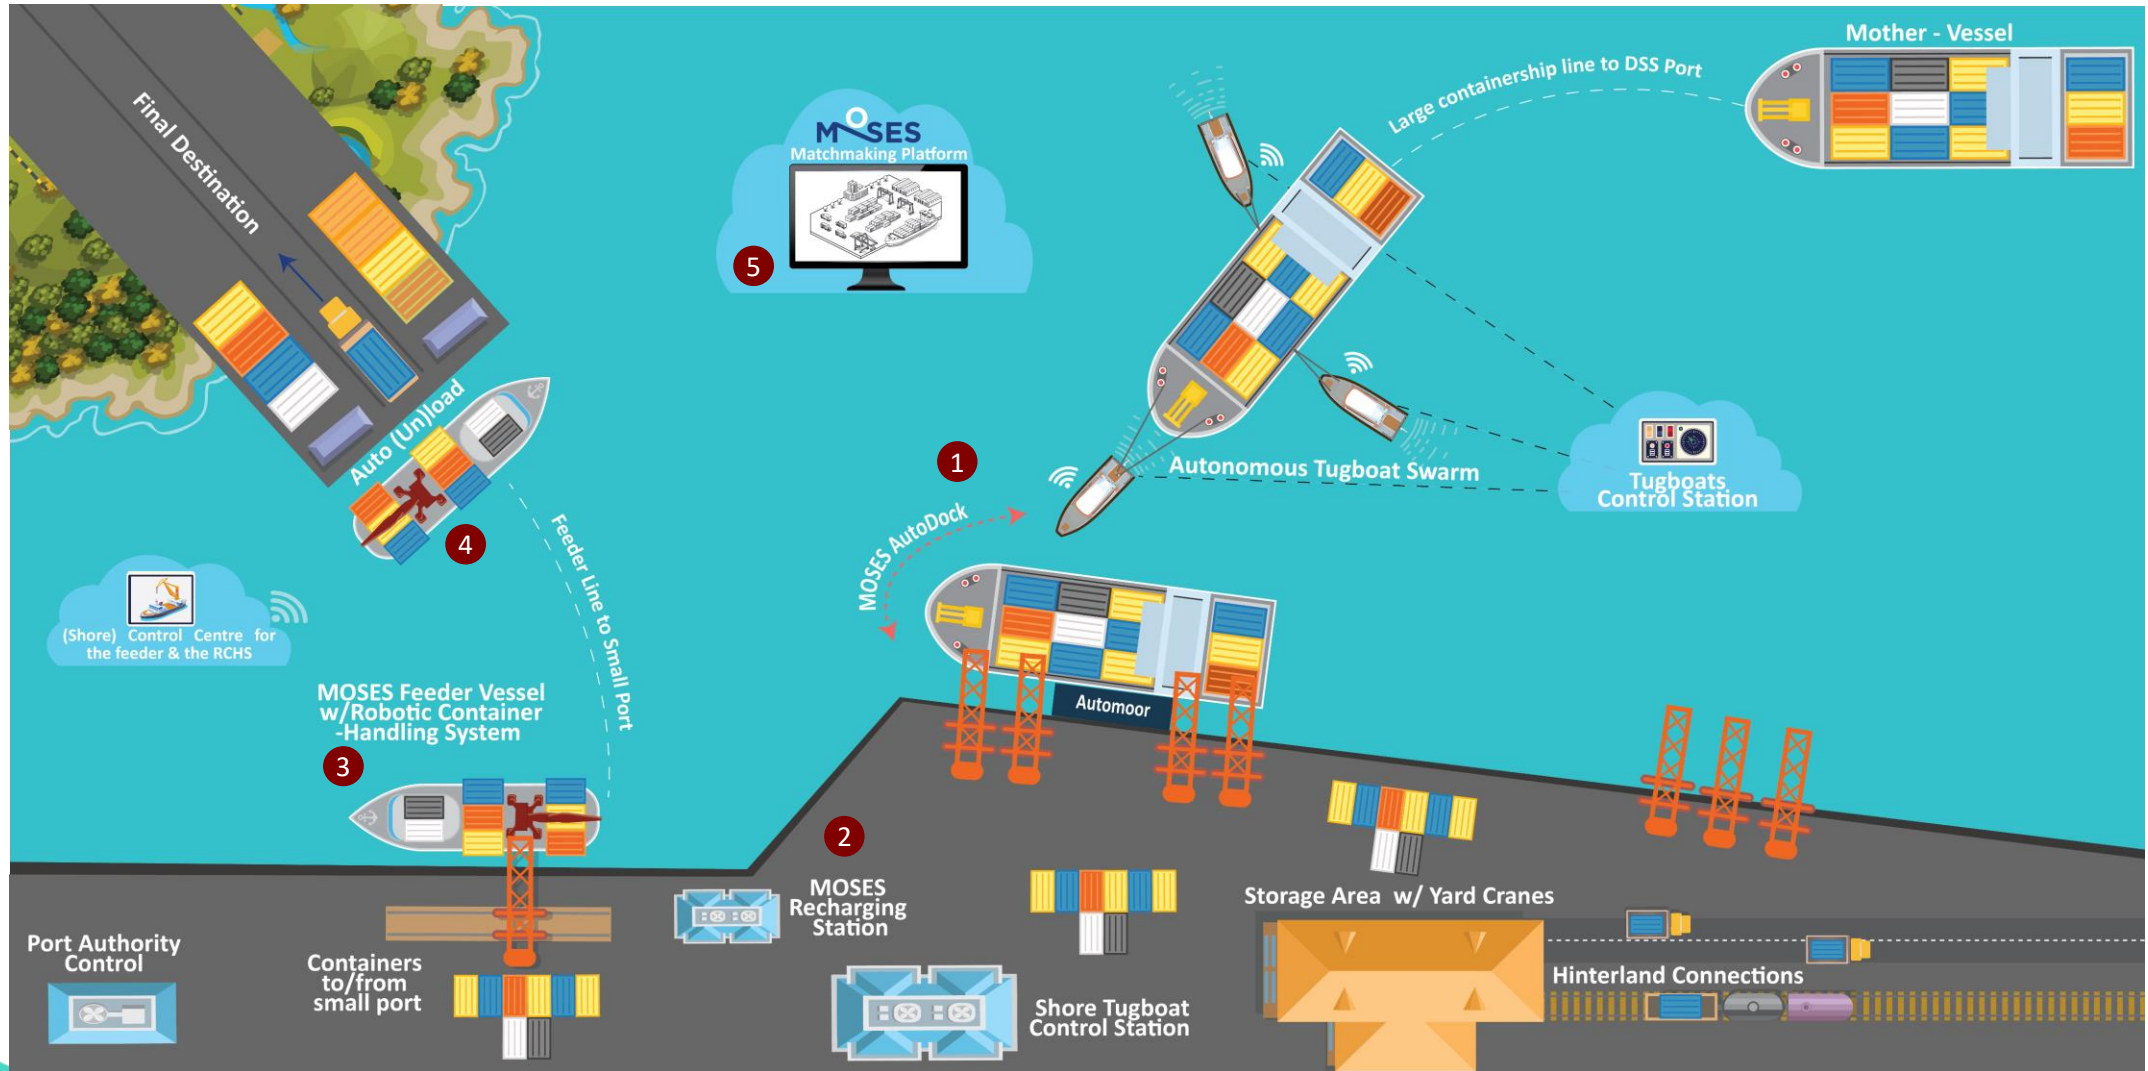 Mother - Vessel
Large containership line to DSS Port
Final Destination
MOSES
Matchmaking Platform
5
Auto (Un)load
4
1
Autonomous Tugboat Swarm
Tugboats
Control Station
MOSES AutoDock
Feeder Line to Small Port
(Shore) Control Centre for
the feeder & the RCHS
MOSES Feeder Vessel
w/Robotic Container
-Handling System
3
Automoor
2
MOSES
Recharging
Station
Storage Area w/ Yard Cranes
Port Authority
Control
Containers
to/from
small port
Hinterland Connections
Shore Tugboat
Control Station